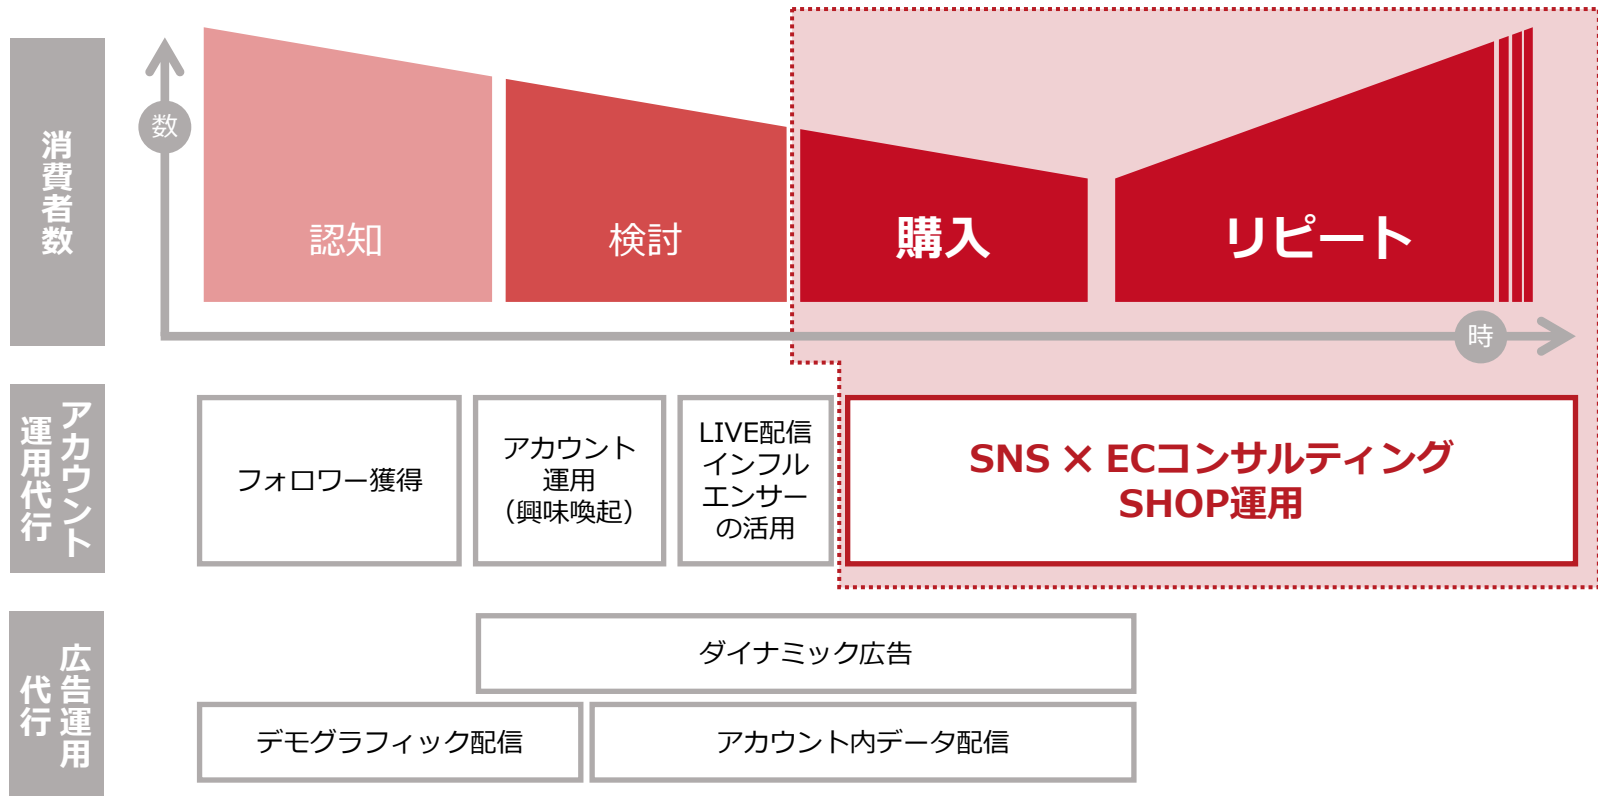 消費者数
数
認知
検討
購入
リピート
時
アカウント
運用代行
フォロワー獲得
アカウント
運用
（興味喚起）
LIVE配信
インフル
エンサー
の活用
SNS × ECコンサルティング
SHOP運用
広告運用
代行
ダイナミック広告
デモグラフィック配信
アカウント内データ配信